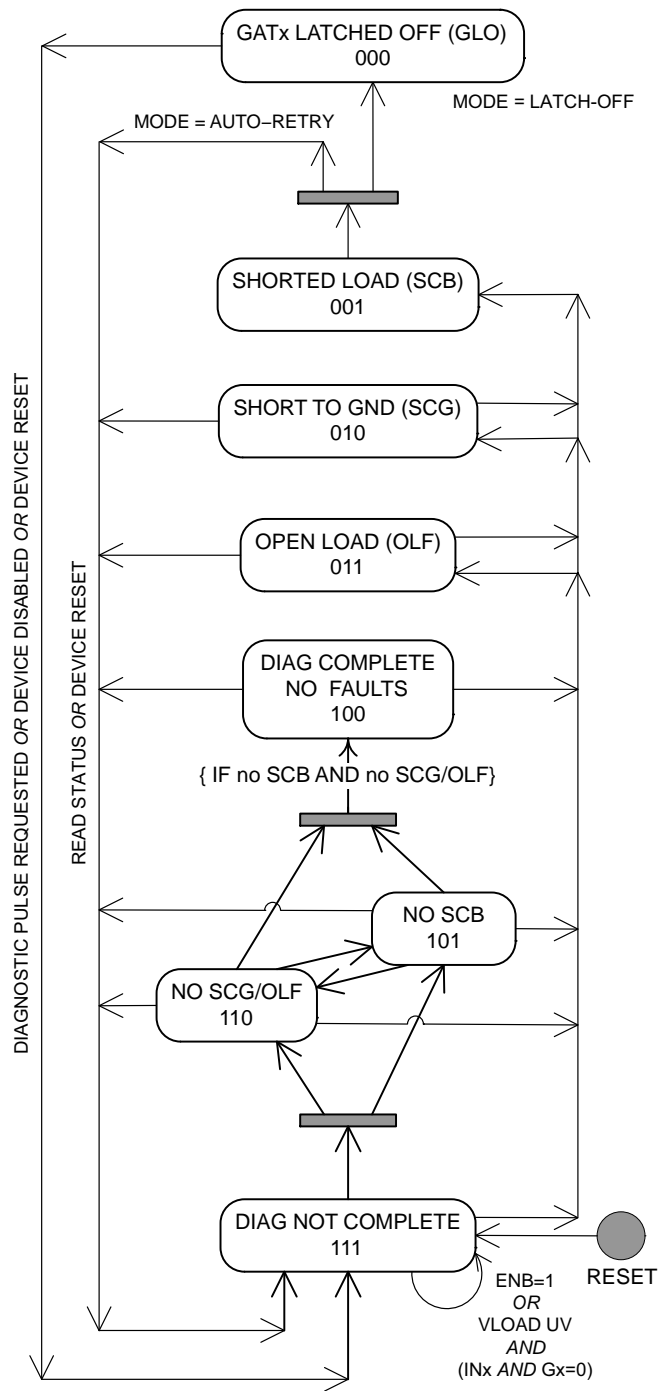 GATx LATCHED OFF (GLO)
000
MODE = LATCH-OFF
MODE = AUTO−RETRY
SHORTED LOAD (SCB)
001
SHORT TO GND (SCG)
010
OPEN LOAD (OLF)
011
DIAG COMPLETE
NO FAULTS
100
{ IF no SCB AND no SCG/OLF}
NO SCB
101
NO SCG/OLF
110
DIAG NOT COMPLETE
111
RESET
ENB=1
OR
VLOAD UV
AND
(INx AND Gx=0)
DIAGNOSTIC PULSE REQUESTED OR DEVICE DISABLED OR DEVICE RESET
READ STATUS OR DEVICE RESET